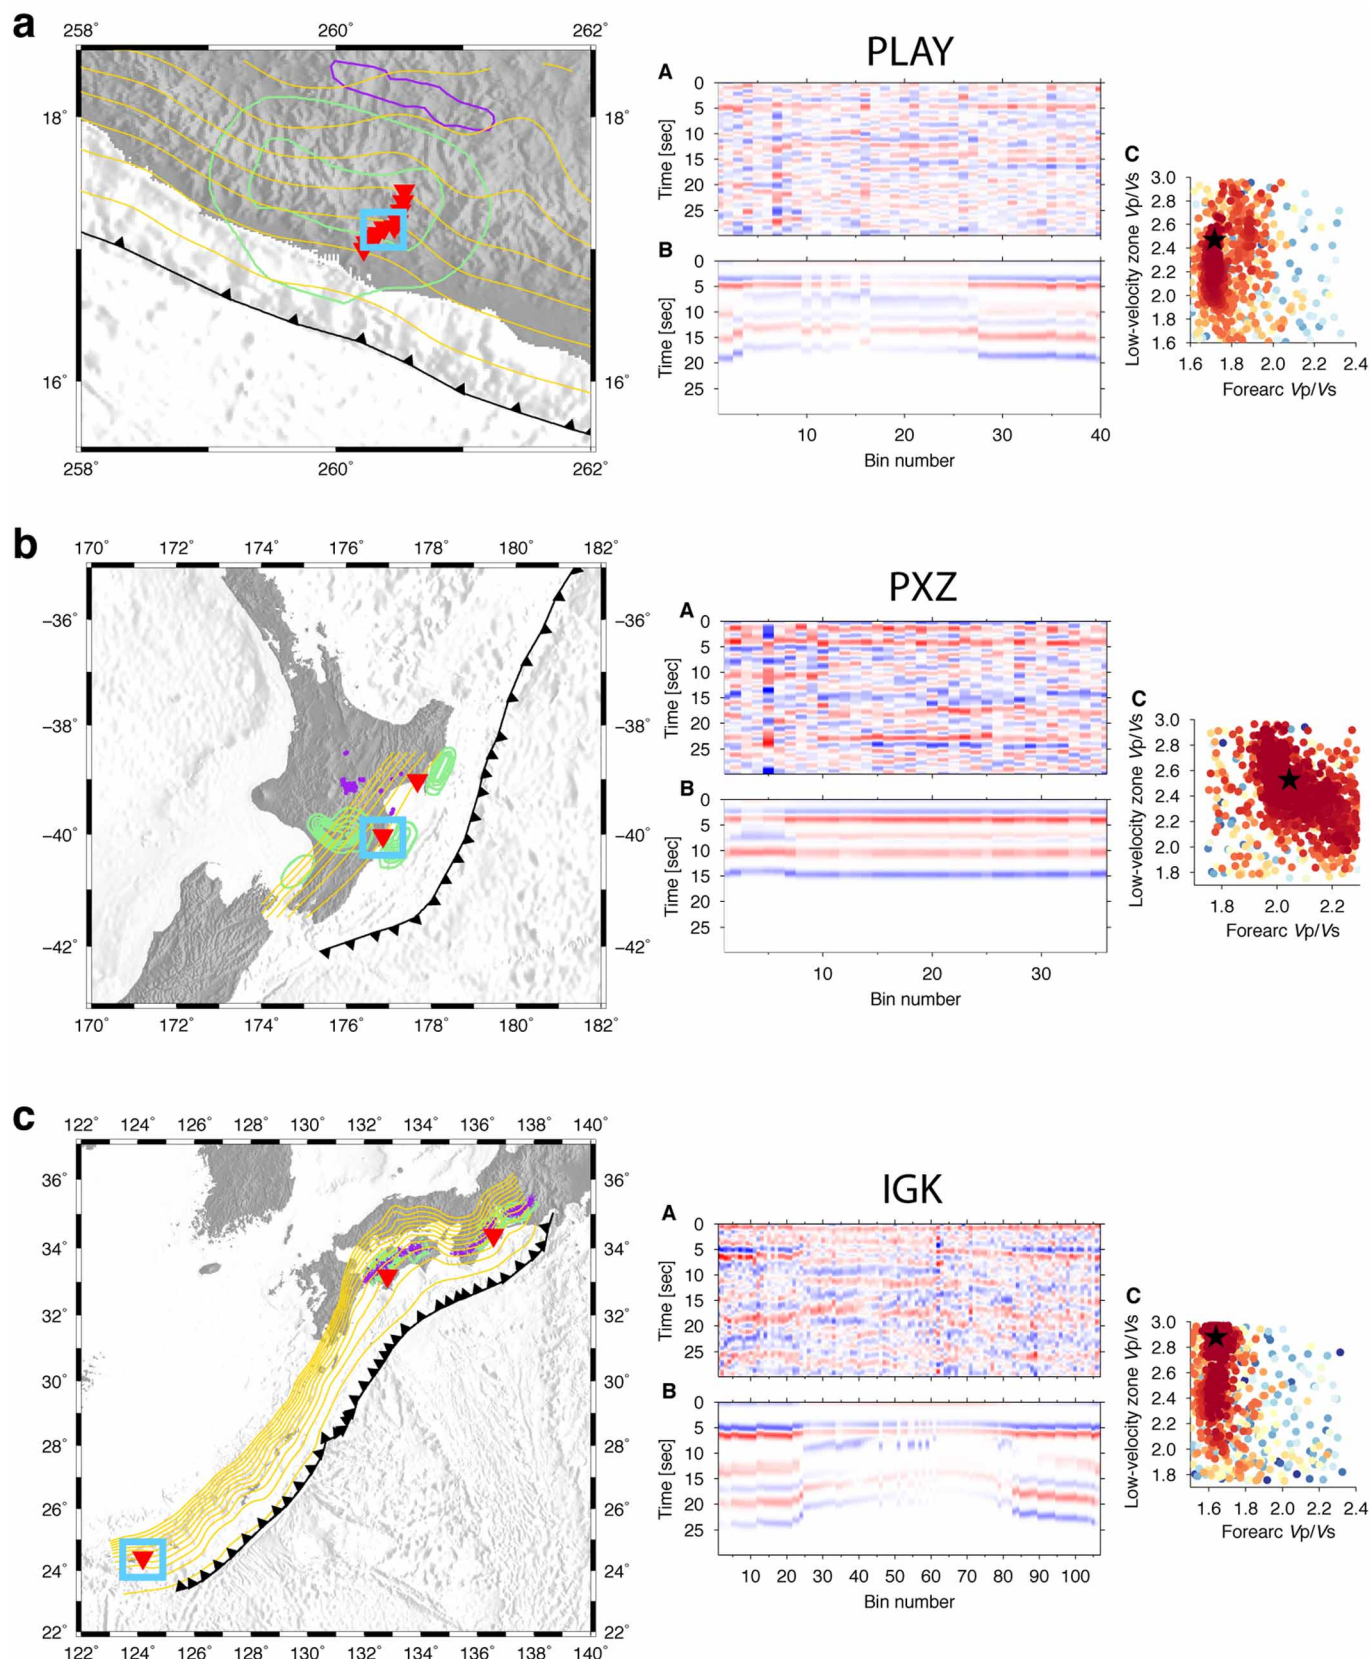 a
258 260 262
18° 18°
16° 16°
258 260 262
PLAY
A
0
5
10
15
20
25
Time [sec]
B
0
5
10
15
20
25
Time [sec]
10 20 30 40
Bin number
C
3.0
2.8
2.6
2.4
2.2
2.0
1.8
1.6
Low-velocity zone Vp/Vs
1.6 1.8 2.0 2.2 2.4
Forearc Vp/Vs
b
170° 172° 174° 176° 178° 180° 182°
−36° −36°
−38° −38°
−40° −40°
−42° −42°
170° 172° 174° 176° 178° 180° 182°
PXZ
A
0
5
10
15
20
25
Time [sec]
B
0
5
10
15
20
25
Time [sec]
10 20 30
Bin number
C
3.0
2.8
2.6
2.4
2.2
2.0
1.8
Low-velocity zone Vp/Vs
1.8 2.0 2.2
Forearc Vp/Vs
c
122° 124° 126° 130° 132° 134° 136° 138° 140°
36° 36°
34° 34°
32° 32°
30° 30°
28° 28°
26° 26°
24° 24°
22° 22°
122° 124° 126° 130° 132° 134° 136° 138° 140°
IGK
A
0
5
10
15
20
25
Time [sec]
B
0
5
10
15
20
25
Time [sec]
10 20 30 40 50 60 70 80 90 100
Bin number
C
3.0
2.8
2.6
2.4
2.2
2.0
1.8
Low-velocity zone Vp/Vs
1.6 1.8 2.0 2.2 2.4
Forearc Vp/Vs